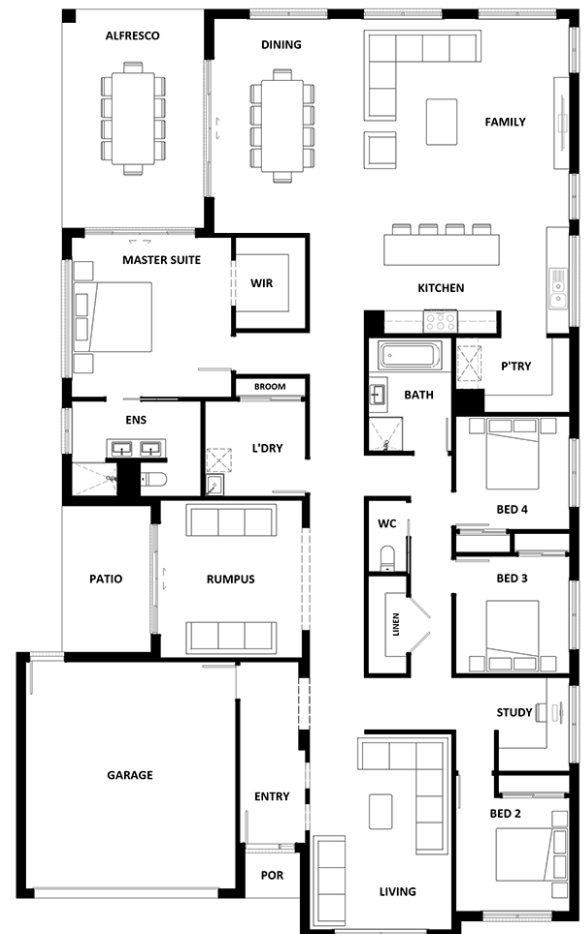 ALFRESCO
DINING
FAMILY
MASTER SUITE
WIR
KITCHEN
P'TRY
BROOM
BATH
ENS
L'DRY
BED 4
WC
PATIO
RUMPUS
BED 3
LINEN
STUDY
GARAGE
ENTRY
BED 2
POR
LIVING